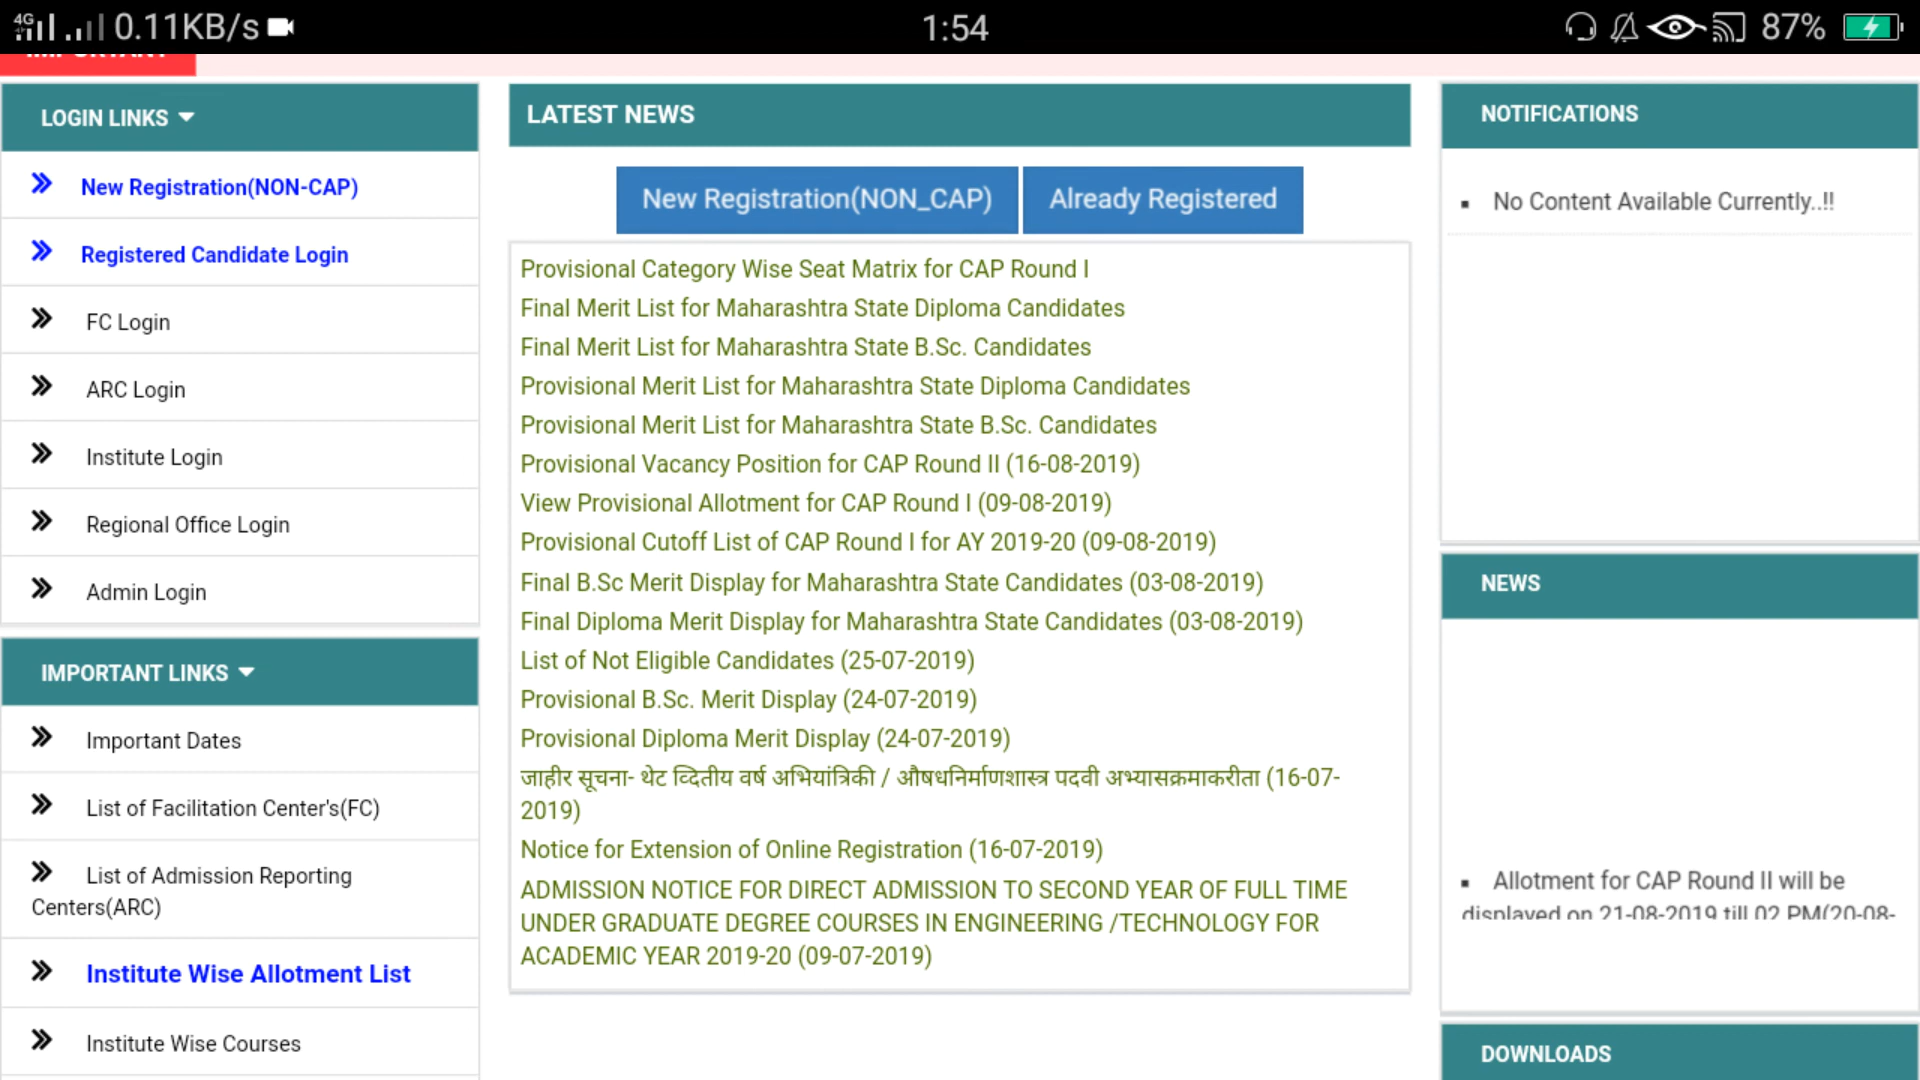 4G 0.11KB/s 1:54 87%
IMPORTANT
LOGIN LINKS
New Registration(NON-CAP)
Registered Candidate Login
FC Login
ARC Login
Institute Login
Regional Office Login
Admin Login
IMPORTANT LINKS
Important Dates
List of Facilitation Center's(FC)
List of Admission Reporting
Centers(ARC)
Institute Wise Allotment List
Institute Wise Courses
LATEST NEWS
New Registration(NON_CAP) Already Registered
Provisional Category Wise Seat Matrix for CAP Round I
Final Merit List for Maharashtra State Diploma Candidates
Final Merit List for Maharashtra State B.Sc. Candidates
Provisional Merit List for Maharashtra State Diploma Candidates
Provisional Merit List for Maharashtra State B.Sc. Candidates
Provisional Vacancy Position for CAP Round II (16-08-2019)
View Provisional Allotment for CAP Round I (09-08-2019)
Provisional Cutoff List of CAP Round I for AY 2019-20 (09-08-2019)
Final B.Sc Merit Display for Maharashtra State Candidates (03-08-2019)
Final Diploma Merit Display for Maharashtra State Candidates (03-08-2019)
List of Not Eligible Candidates (25-07-2019)
Provisional B.Sc. Merit Display (24-07-2019)
Provisional Diploma Merit Display (24-07-2019)
जाहीर सूचना- थेट व्दितीय वर्ष अभियांत्रिकी / औषधनिर्माणशास्त्र पदवी अभ्यासक्रमाकरीता (16-07-
2019)
Notice for Extension of Online Registration (16-07-2019)
ADMISSION NOTICE FOR DIRECT ADMISSION TO SECOND YEAR OF FULL TIME
UNDER GRADUATE DEGREE COURSES IN ENGINEERING /TECHNOLOGY FOR
ACADEMIC YEAR 2019-20 (09-07-2019)
NOTIFICATIONS
No Content Available Currently..!!
NEWS
Allotment for CAP Round II will be
displayed on 21-08-2019 till 02 PM(20-08-
DOWNLOADS